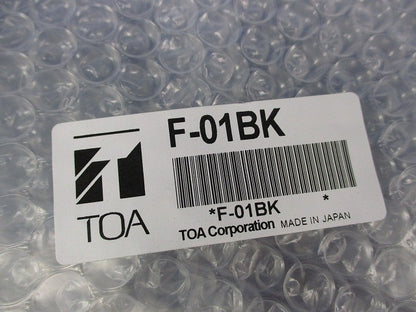 F-01BK
*F-01BK *
TOA
TOA Corporation MADE IN JAPAN